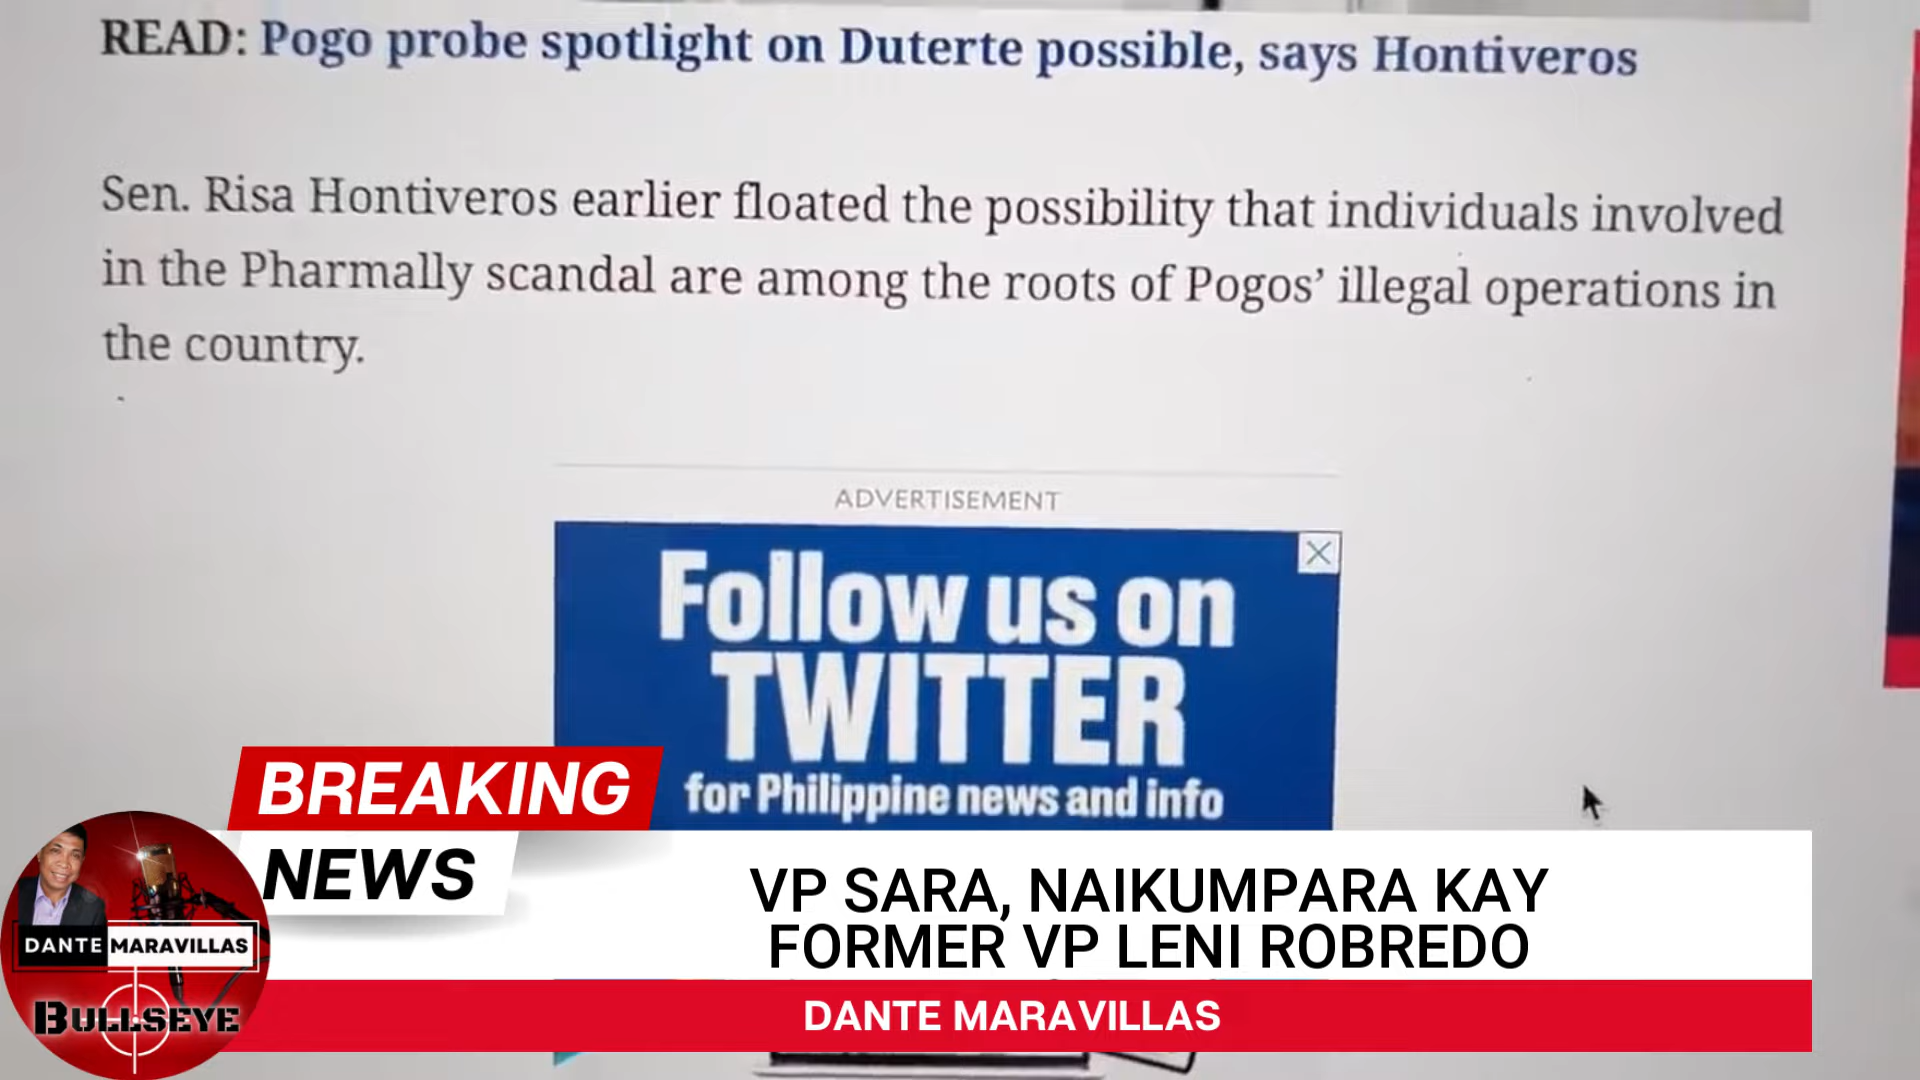 READ: Pogo probe spotlight on Duterte possible, says Hontiveros
Sen. Risa Hontiveros earlier floated the possibility that individuals involved
in the Pharmally scandal are among the roots of Pogos’ illegal operations in
the country.
ADVERTISEMENT
Follow us on
TWITTER
for Philippine news and info
BREAKING
NEWS
VP SARA, NAIKUMPARA KAY
FORMER VP LENI ROBREDO
DANTE MARAVILLAS
DANTE MARAVILLAS
BULLSEYE